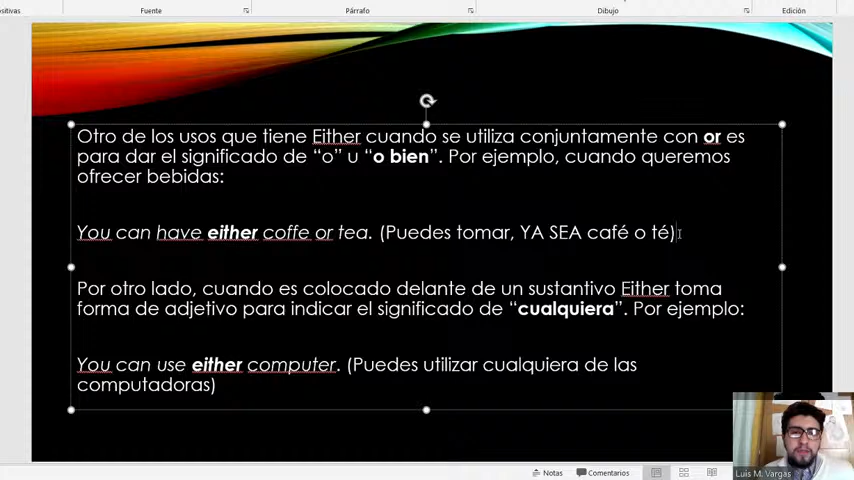 ositivas
Fuente
Párrafo
Dibujo
Edición
Otro de los usos que tiene Either cuando se utiliza conjuntamente con or es
para dar el significado de “o” u “o bien”. Por ejemplo, cuando queremos
ofrecer bebidas:
You can have either coffe or tea. (Puedes tomar, YA SEA café o té)
Por otro lado, cuando es colocado delante de un sustantivo Either toma
forma de adjetivo para indicar el significado de “cualquiera”. Por ejemplo:
You can use either computer. (Puedes utilizar cualquiera de las
computadoras)
Luis M. Vargas
Notas
Comentarios